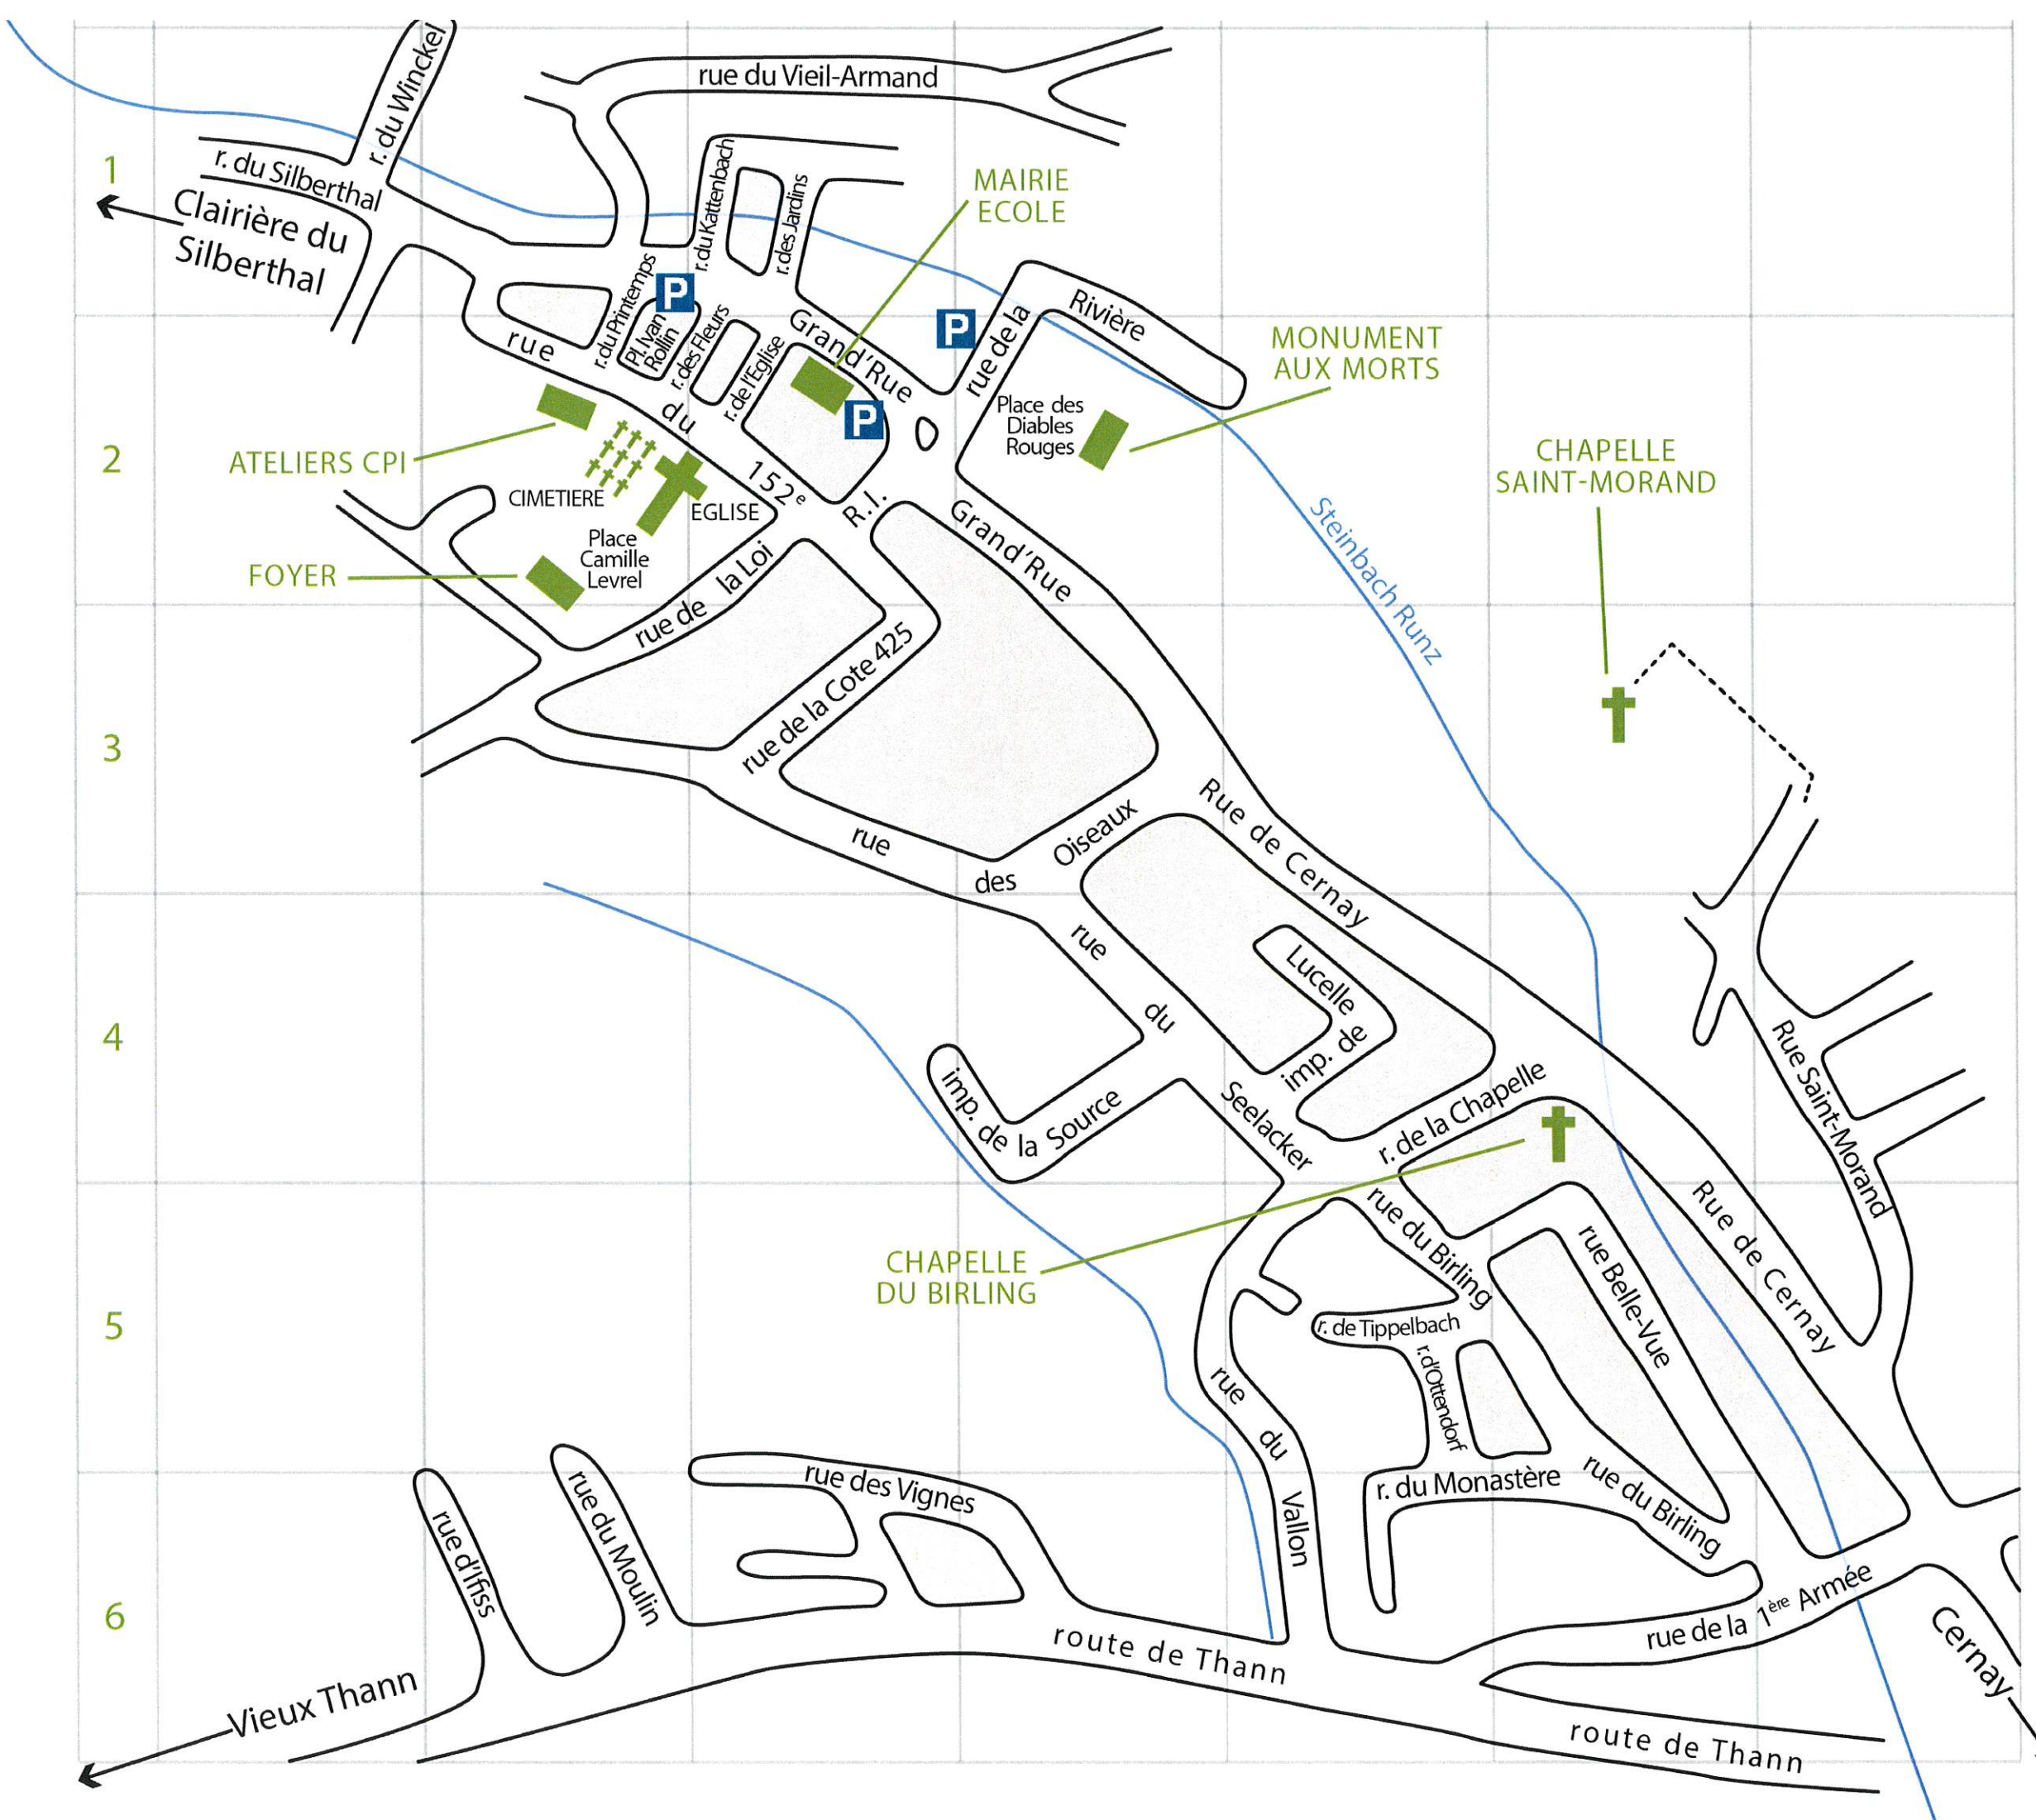 r. du Winckel
rue du Vieil-Armand
1
r. du Silberthal
Clairière du
Silberthal
r. du Kattenbach
r. des Jardins
MAIRIE
ECOLE
P
P
r. du Printemps
Pl. Ivan
Rollin
r. des Fleurs
r. de l'Eglise
Grand'Rue
P
rue de la
Rivière
MONUMENT
AUX MORTS
Place des
Diables
Rouges
rue
du
152e
R.I.
2
ATELIERS CPI
CIMETIERE
EGLISE
Place
Camille
Levrel
FOYER
rue de la Loi
Grand'Rue
Steinbach Runz
CHAPELLE
SAINT-MORAND
3
rue de la Cote 425
rue
des
Oiseaux
Rue de Cernay
4
rue
du
Seelacker
Lucelle
imp. de
imp. de la Source
r. de la Chapelle
Rue Saint-Morand
Rue de Cernay
CHAPELLE
DU BIRLING
5
rue du Birling
rue Belle-Vue
r. de Tippelbach
r. d'Ottendorf
rue
du
Vallon
r. du Monastère
rue du Birling
6
rue d'Ifiss
rue du Moulin
rue des Vignes
route de Thann
rue de la 1ère Armée
Cernay
Vieux Thann
route de Thann